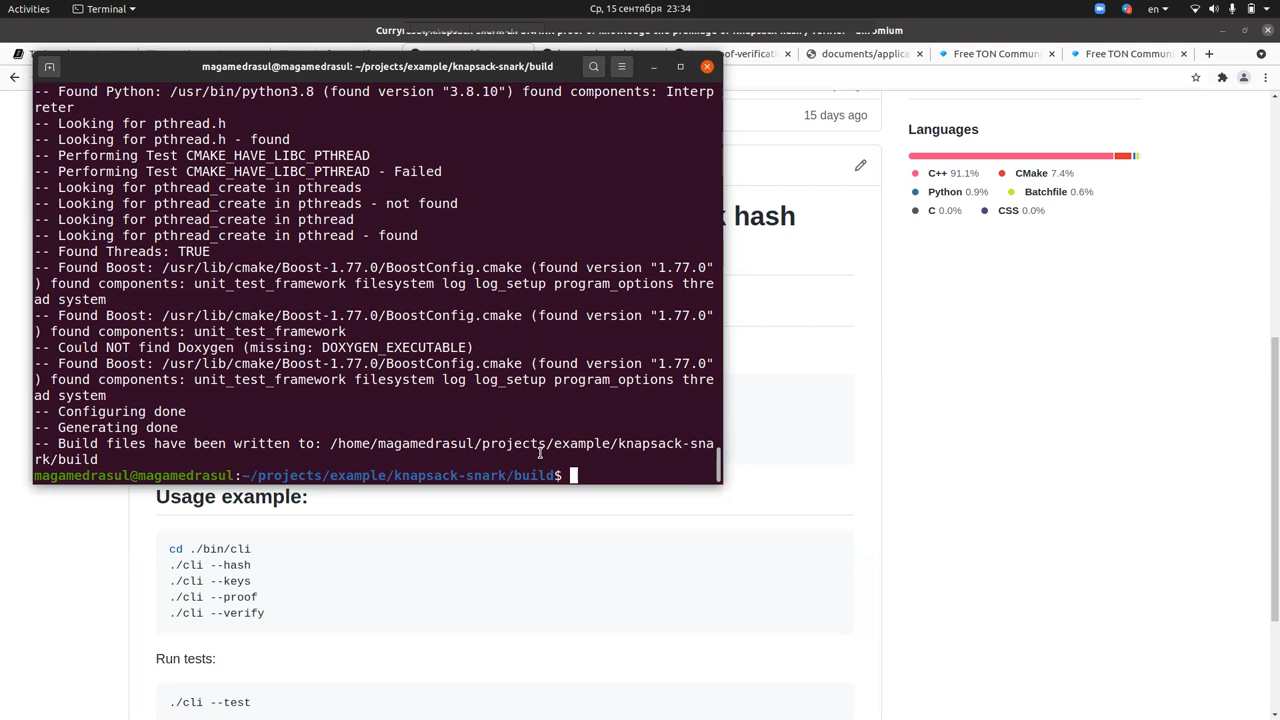 Activities
Terminal
Ср, 15 сентября 23:34
en
documents/applica
Free TON Communi
Free TON Communi
magamedrasul@magamedrasul: ~/projects/example/knapsack-snark/build
-- Found Python: /usr/bin/python3.8 (found version "3.8.10") found components: Interp
reter
-- Looking for pthread.h
-- Looking for pthread.h - found
-- Performing Test CMAKE_HAVE_LIBC_PTHREAD
-- Performing Test CMAKE_HAVE_LIBC_PTHREAD - Failed
-- Looking for pthread_create in pthreads
-- Looking for pthread_create in pthreads - not found
-- Looking for pthread_create in pthread
-- Looking for pthread_create in pthread - found
-- Found Threads: TRUE
-- Found Boost: /usr/lib/cmake/Boost-1.77.0/BoostConfig.cmake (found version "1.77.0"
) found components: unit_test_framework filesystem log log_setup program_options thre
ad system
-- Found Boost: /usr/lib/cmake/Boost-1.77.0/BoostConfig.cmake (found version "1.77.0"
) found components: unit_test_framework
-- Could NOT find Doxygen (missing: DOXYGEN_EXECUTABLE)
-- Found Boost: /usr/lib/cmake/Boost-1.77.0/BoostConfig.cmake (found version "1.77.0"
) found components: unit_test_framework filesystem log log_setup program_options thre
ad system
-- Configuring done
-- Generating done
-- Build files have been written to: /home/magamedrasul/projects/example/knapsack-sna
rk/build
magamedrasul@magamedrasul:~/projects/example/knapsack-snark/build$
15 days ago
hash
Usage example:
cd ./bin/cli
./cli --hash
./cli --keys
./cli --proof
./cli --verify
Run tests:
./cli --test
Languages
C++ 91.1%
CMake 7.4%
Python 0.9%
Batchfile 0.6%
C 0.0%
CSS 0.0%